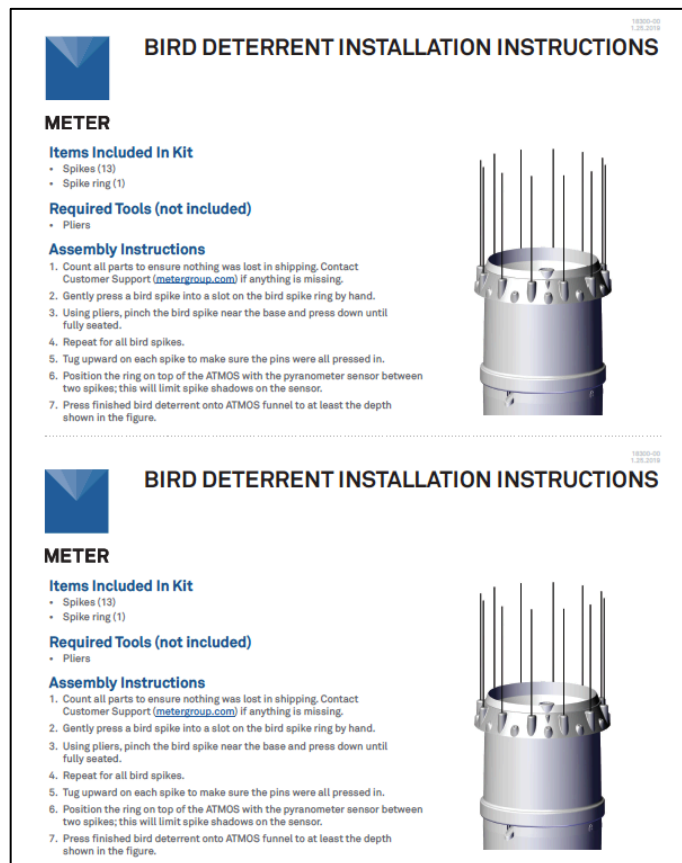 18300-00
1.25.2019
BIRD DETERRENT INSTALLATION INSTRUCTIONS
METER
Items Included In Kit
• Spikes (13)
• Spike ring (1)
Required Tools (not included)
• Pliers
Assembly Instructions
1. Count all parts to ensure nothing was lost in shipping. Contact
Customer Support (metergroup.com) if anything is missing.
2. Gently press a bird spike into a slot on the bird spike ring by hand.
3. Using pliers, pinch the bird spike near the base and press down until
fully seated.
4. Repeat for all bird spikes.
5. Tug upward on each spike to make sure the pins were all pressed in.
6. Position the ring on top of the ATMOS with the pyranometer sensor between
two spikes; this will limit spike shadows on the sensor.
7. Press finished bird deterrent onto ATMOS funnel to at least the depth
shown in the figure.
18300-00
1.25.2019
BIRD DETERRENT INSTALLATION INSTRUCTIONS
METER
Items Included In Kit
• Spikes (13)
• Spike ring (1)
Required Tools (not included)
• Pliers
Assembly Instructions
1. Count all parts to ensure nothing was lost in shipping. Contact
Customer Support (metergroup.com) if anything is missing.
2. Gently press a bird spike into a slot on the bird spike ring by hand.
3. Using pliers, pinch the bird spike near the base and press down until
fully seated.
4. Repeat for all bird spikes.
5. Tug upward on each spike to make sure the pins were all pressed in.
6. Position the ring on top of the ATMOS with the pyranometer sensor between
two spikes; this will limit spike shadows on the sensor.
7. Press finished bird deterrent onto ATMOS funnel to at least the depth
shown in the figure.